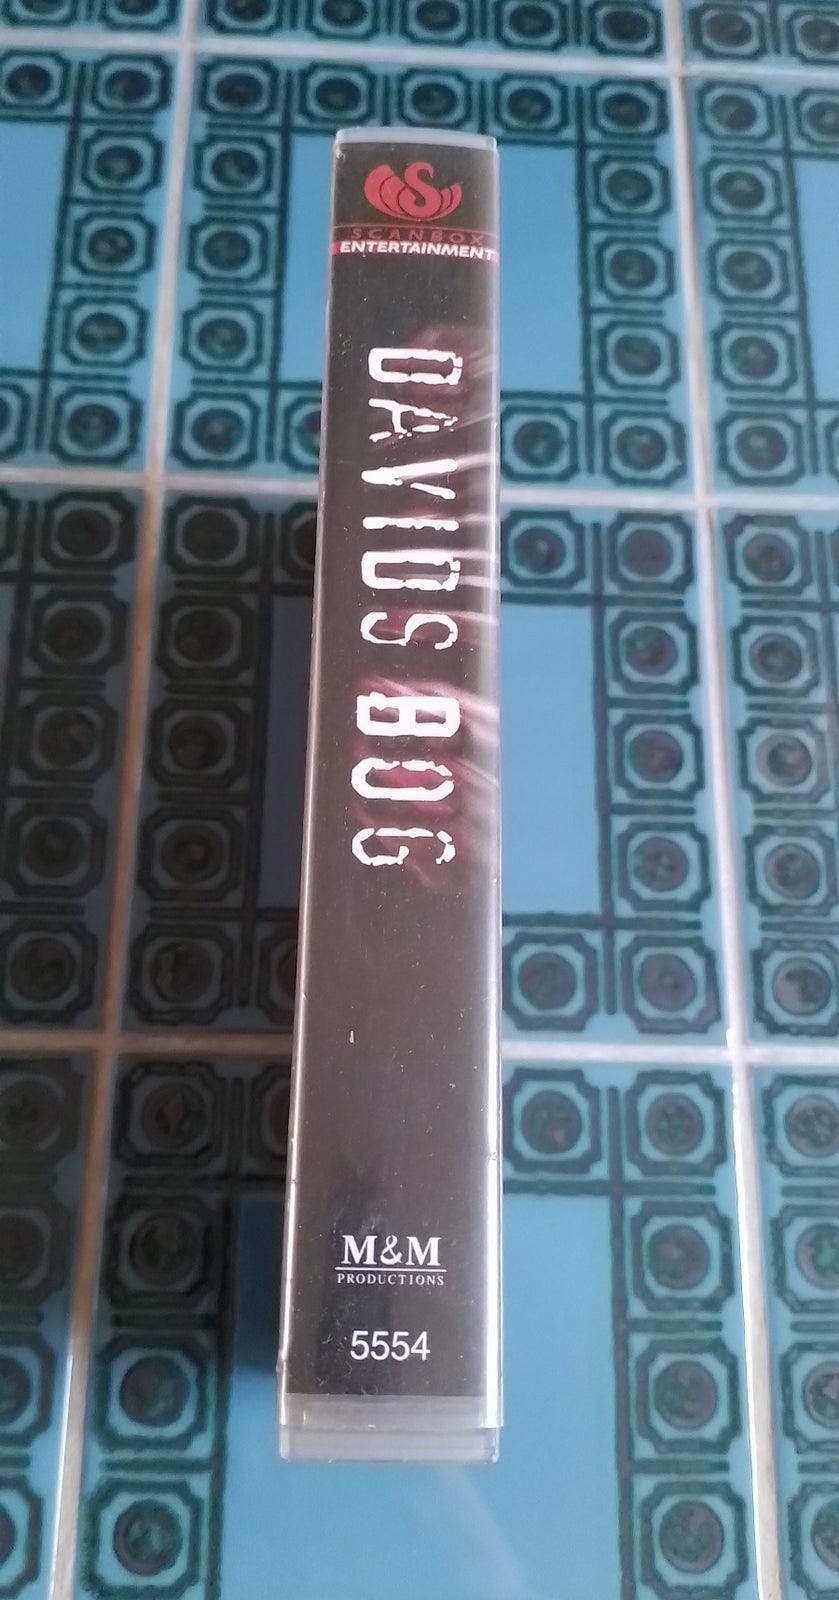 SCANBOX
ENTERTAINMENT
DAVIDS BOG
M&M
PRODUCTIONS
5554